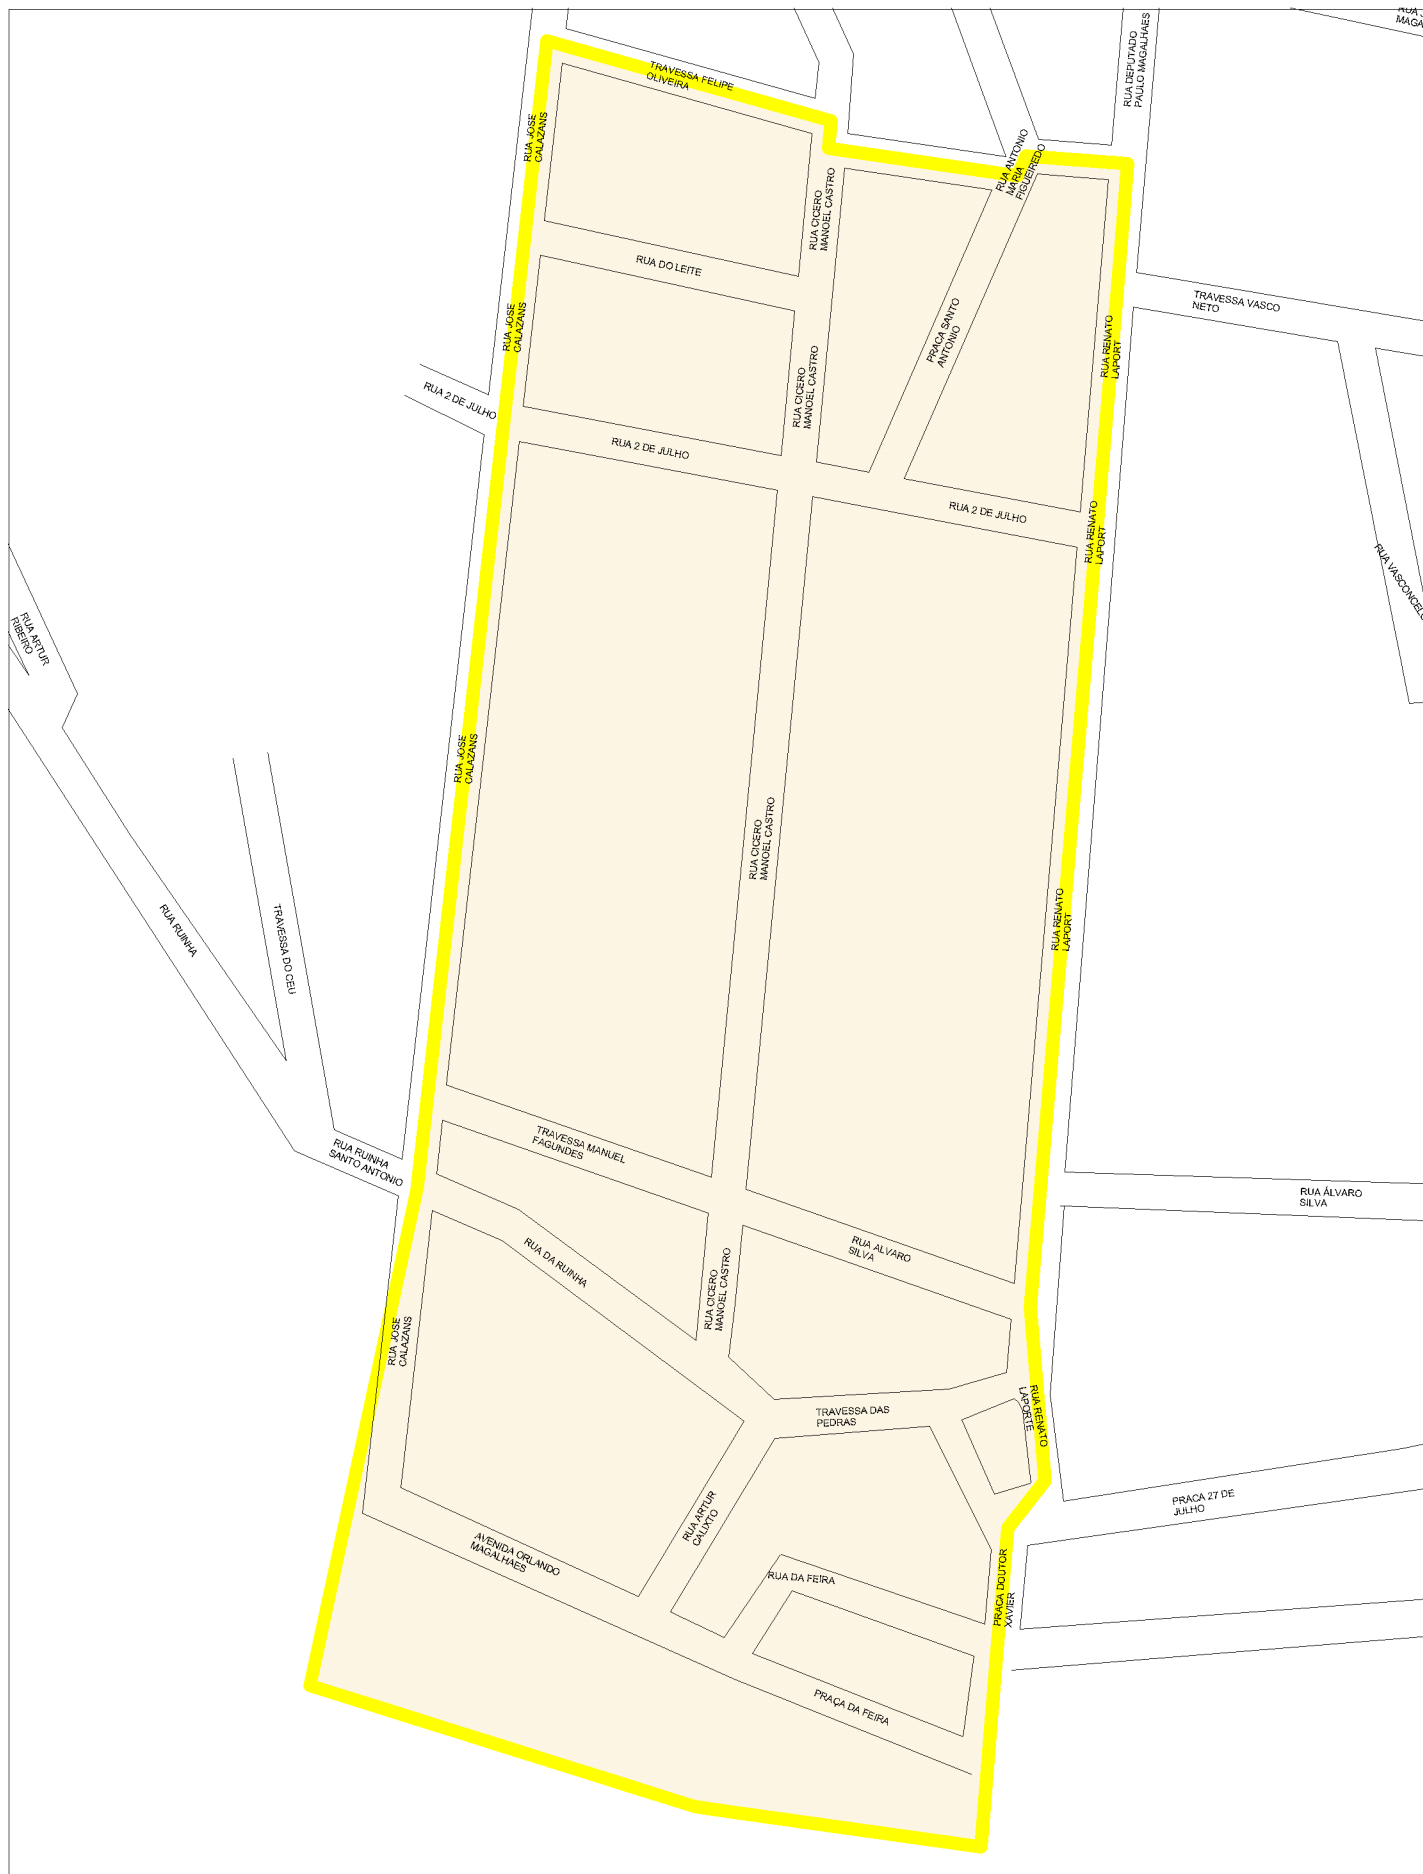 RUA J
MAGA
RUA DEPUTADO
PAULO MAGALHAES
TRAVESSA FELIPE
OLIVEIRA
RUA JOSE
CALAZANS
RUA ANTONIO
MARIA
FIGUEIREDO
RUA CICERO
MANOEL CASTRO
RUA DO LEITE
TRAVESSA VASCO
NETO
RUA JOSE
CALAZANS
PRACA SANTO
ANTONIO
RUA RENATO
LAPORT
RUA CICERO
MANOEL CASTRO
RUA 2 DE JULHO
RUA 2 DE JULHO
RUA 2 DE JULHO
RUA RENATO
LAPORT
RUA VASCONCELO
RUA ARTUR
RIBEIRO
RUA JOSE
CALAZANS
RUA CICERO
MANOEL CASTRO
RUA RUINHA
TRAVESSA DO CEU
RUA RENATO
LAPORT
TRAVESSA MANUEL
FAGUNDES
RUA RUINHA
SANTO ANTONIO
RUA ÁLVARO
SILVA
RUA DA RUINHA
RUA ALVARO
SILVA
RUA CICERO
MANOEL CASTRO
RUA JOSE
CALAZANS
TRAVESSA DAS
PEDRAS
RUA RENATO
LAPORTE
PRACA 27 DE
JULHO
RUA ARTUR
CALIXTO
AVENIDA ORLANDO
MAGALHAES
RUA DA FEIRA
PRACA DOUTOR
XAVIER
PRAÇA DA FEIRA